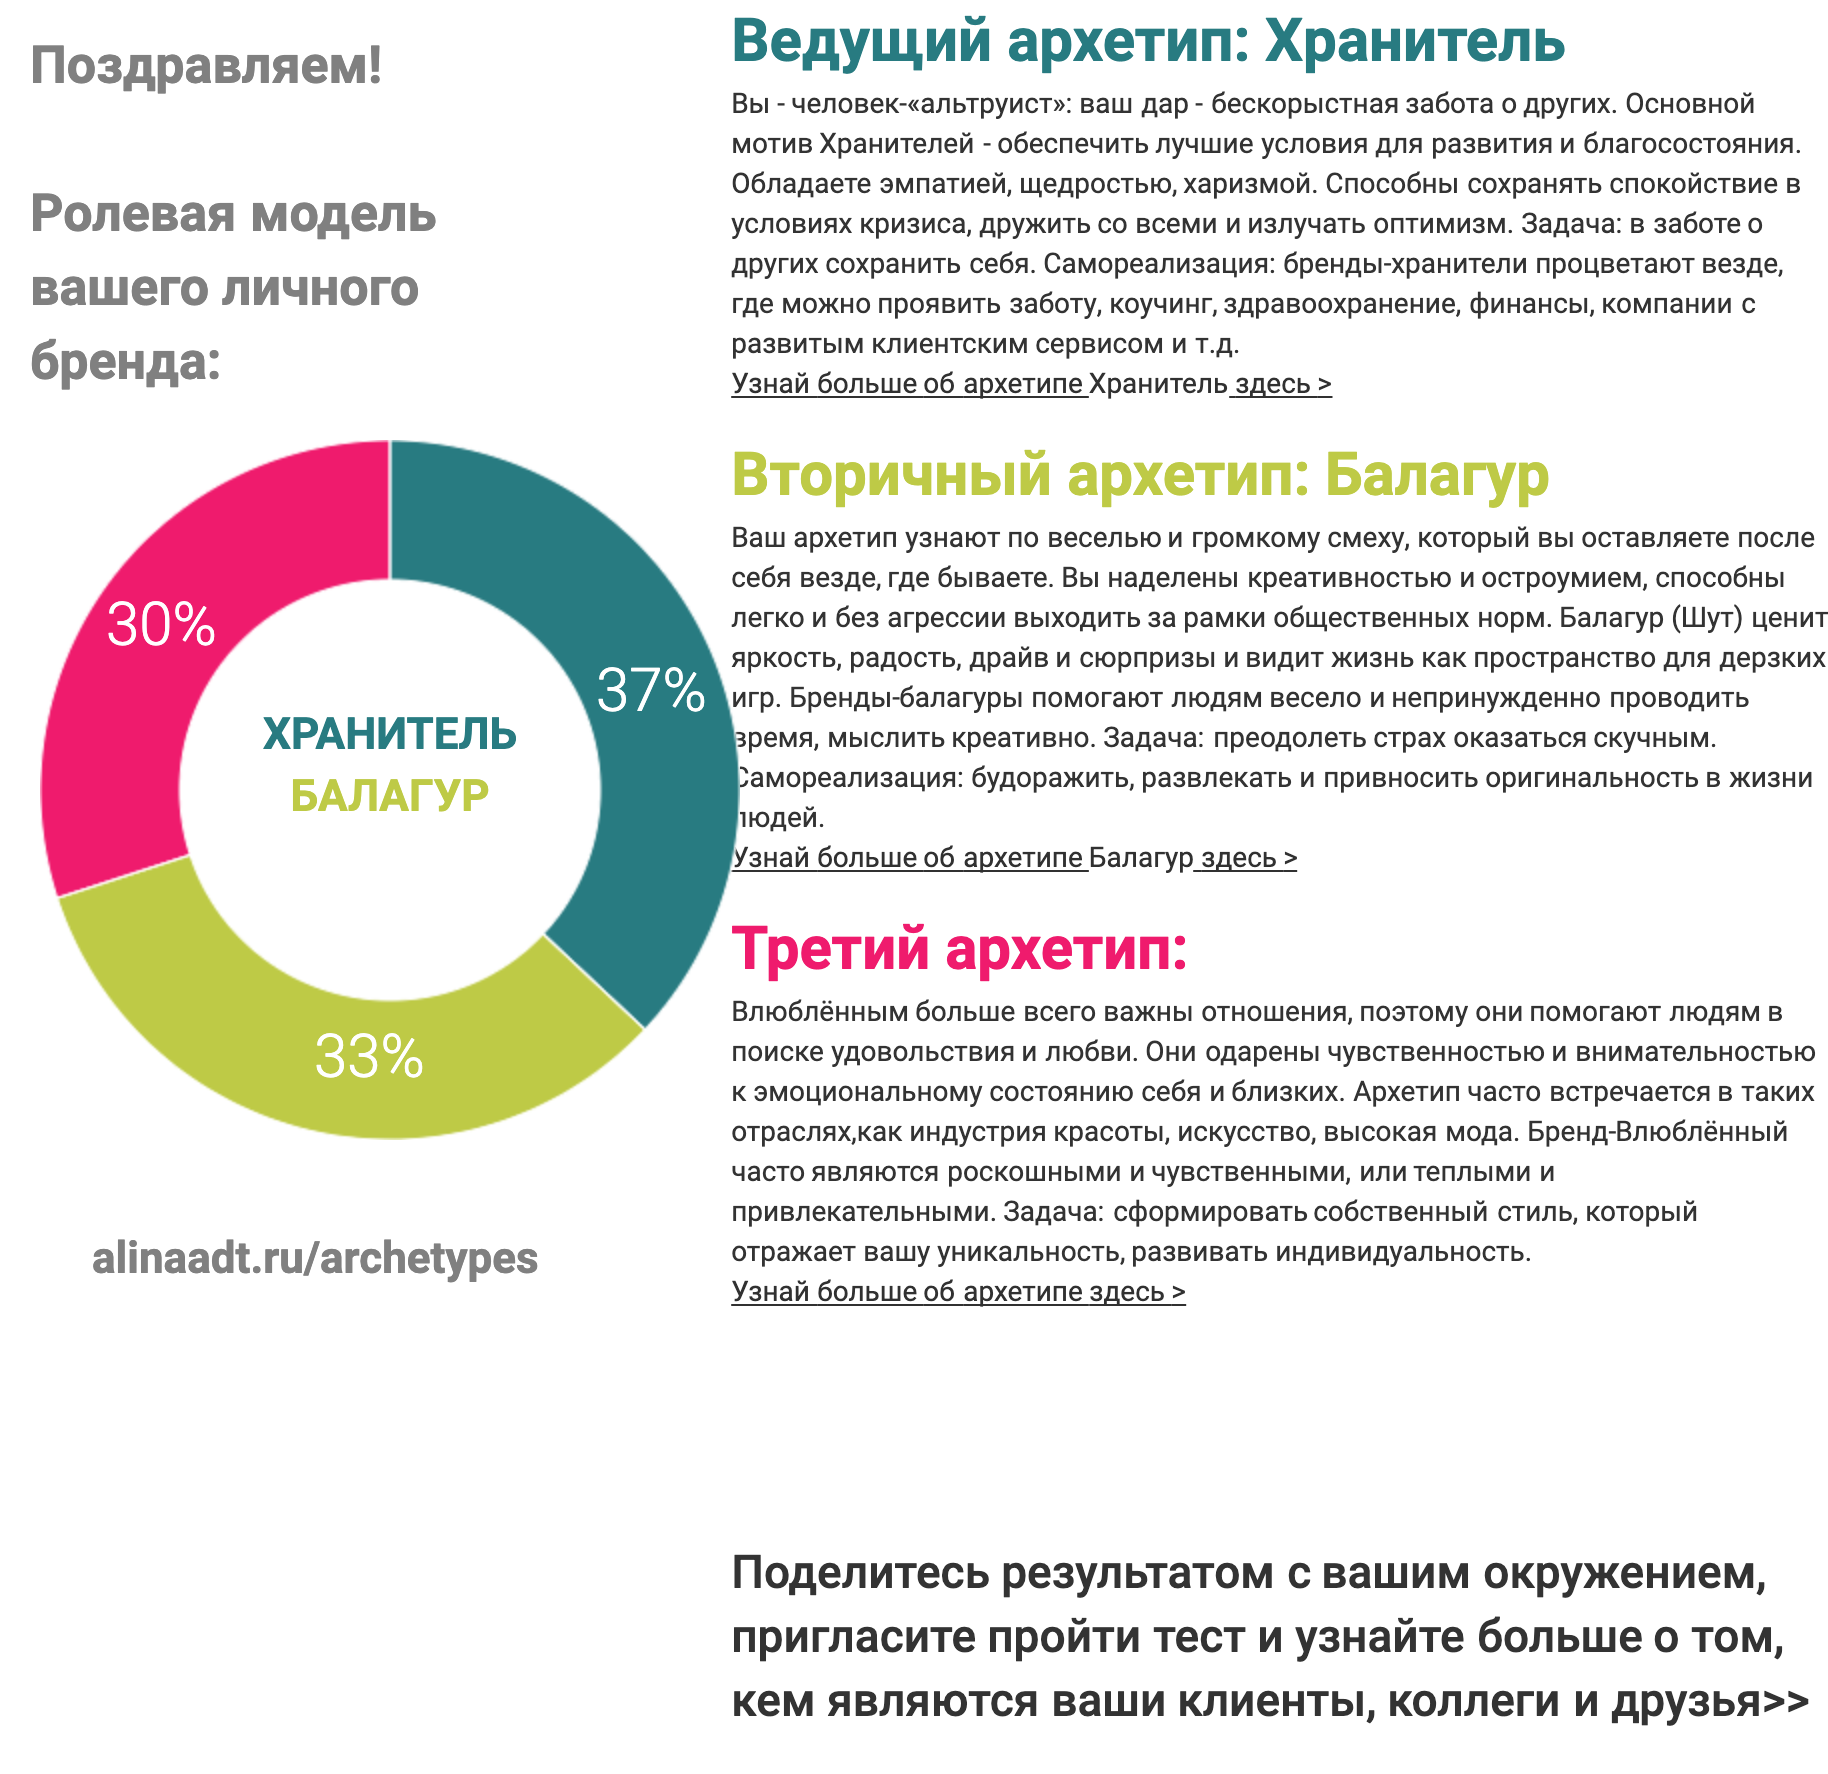 Поздравляем!
Ролевая модель
вашего личного
бренда:
30%
37%
ХРАНИТЕЛЬ
БАЛАГУР
33%
alinaadt.ru/archetypes
Ведущий архетип: Хранитель
Вы - человек-«альтруист»: ваш дар - бескорыстная забота о других. Основной
мотив Хранителей - обеспечить лучшие условия для развития и благосостояния.
Обладаете эмпатией, щедростью, харизмой. Способны сохранять спокойствие в
условиях кризиса, дружить со всеми и излучать оптимизм. Задача: в заботе о
других сохранить себя. Самореализация: бренды-хранители процветают везде,
где можно проявить заботу, коучинг, здравоохранение, финансы, компании с
развитым клиентским сервисом и т.д.
Узнай больше об архетипе Хранитель здесь >
Вторичный архетип: Балагур
Ваш архетип узнают по веселью и громкому смеху, который вы оставляете после
себя везде, где бываете. Вы наделены креативностью и остроумием, способны
легко и без агрессии выходить за рамки общественных норм. Балагур (Шут) ценит
яркость, радость, драйв и сюрпризы и видит жизнь как пространство для дерзких
игр. Бренды-балагуры помогают людям весело и непринужденно проводить
время, мыслить креативно. Задача: преодолеть страх оказаться скучным.
Самореализация: будоражить, развлекать и привносить оригинальность в жизни
людей.
Узнай больше об архетипе Балагур здесь >
Третий архетип:
Влюблённым больше всего важны отношения, поэтому они помогают людям в
поиске удовольствия и любви. Они одарены чувственностью и внимательностью
к эмоциональному состоянию себя и близких. Архетип часто встречается в таких
отраслях,как индустрия красоты, искусство, высокая мода. Бренд-Влюблённый
часто являются роскошными и чувственными, или теплыми и
привлекательными. Задача: сформировать собственный стиль, который
отражает вашу уникальность, развивать индивидуальность.
Узнай больше об архетипе здесь >
Поделитесь результатом с вашим окружением,
пригласите пройти тест и узнайте больше о том,
кем являются ваши клиенты, коллеги и друзья>>